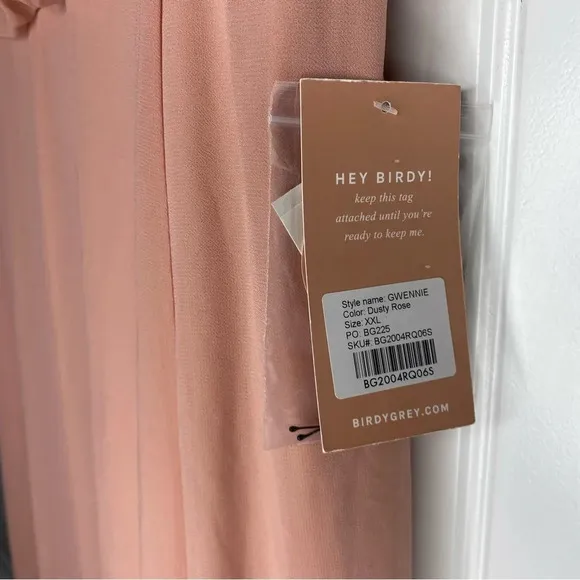 HEY BIRDY!
keep this tag
attached until you're
ready to keep me.
Style name: GWENNIE
Color: Dusty Rose
Size: XXL
PO: BG225
SKU#: BG2004RQ06S
BG2004RQ06S
BIRDYGREY.COM